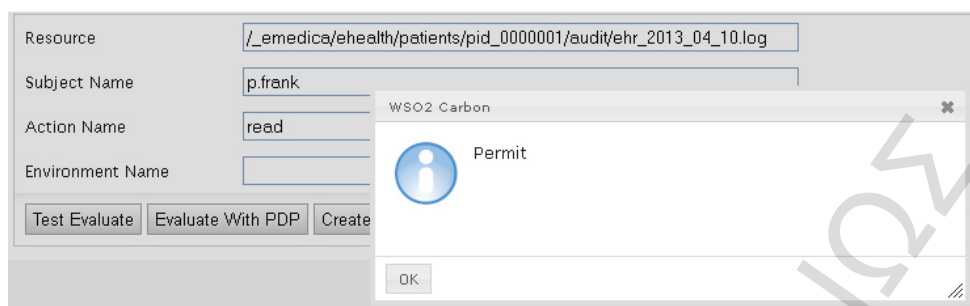 Resource /_emedica/ehealth/patients/pid_0000001/audit/ehr_2013_04_10.log
Subject Name p.frank
WSO2 Carbon
Action Name read
Permit
Environment Name
Test Evaluate Evaluate With PDP Create
OK
ΩΣ